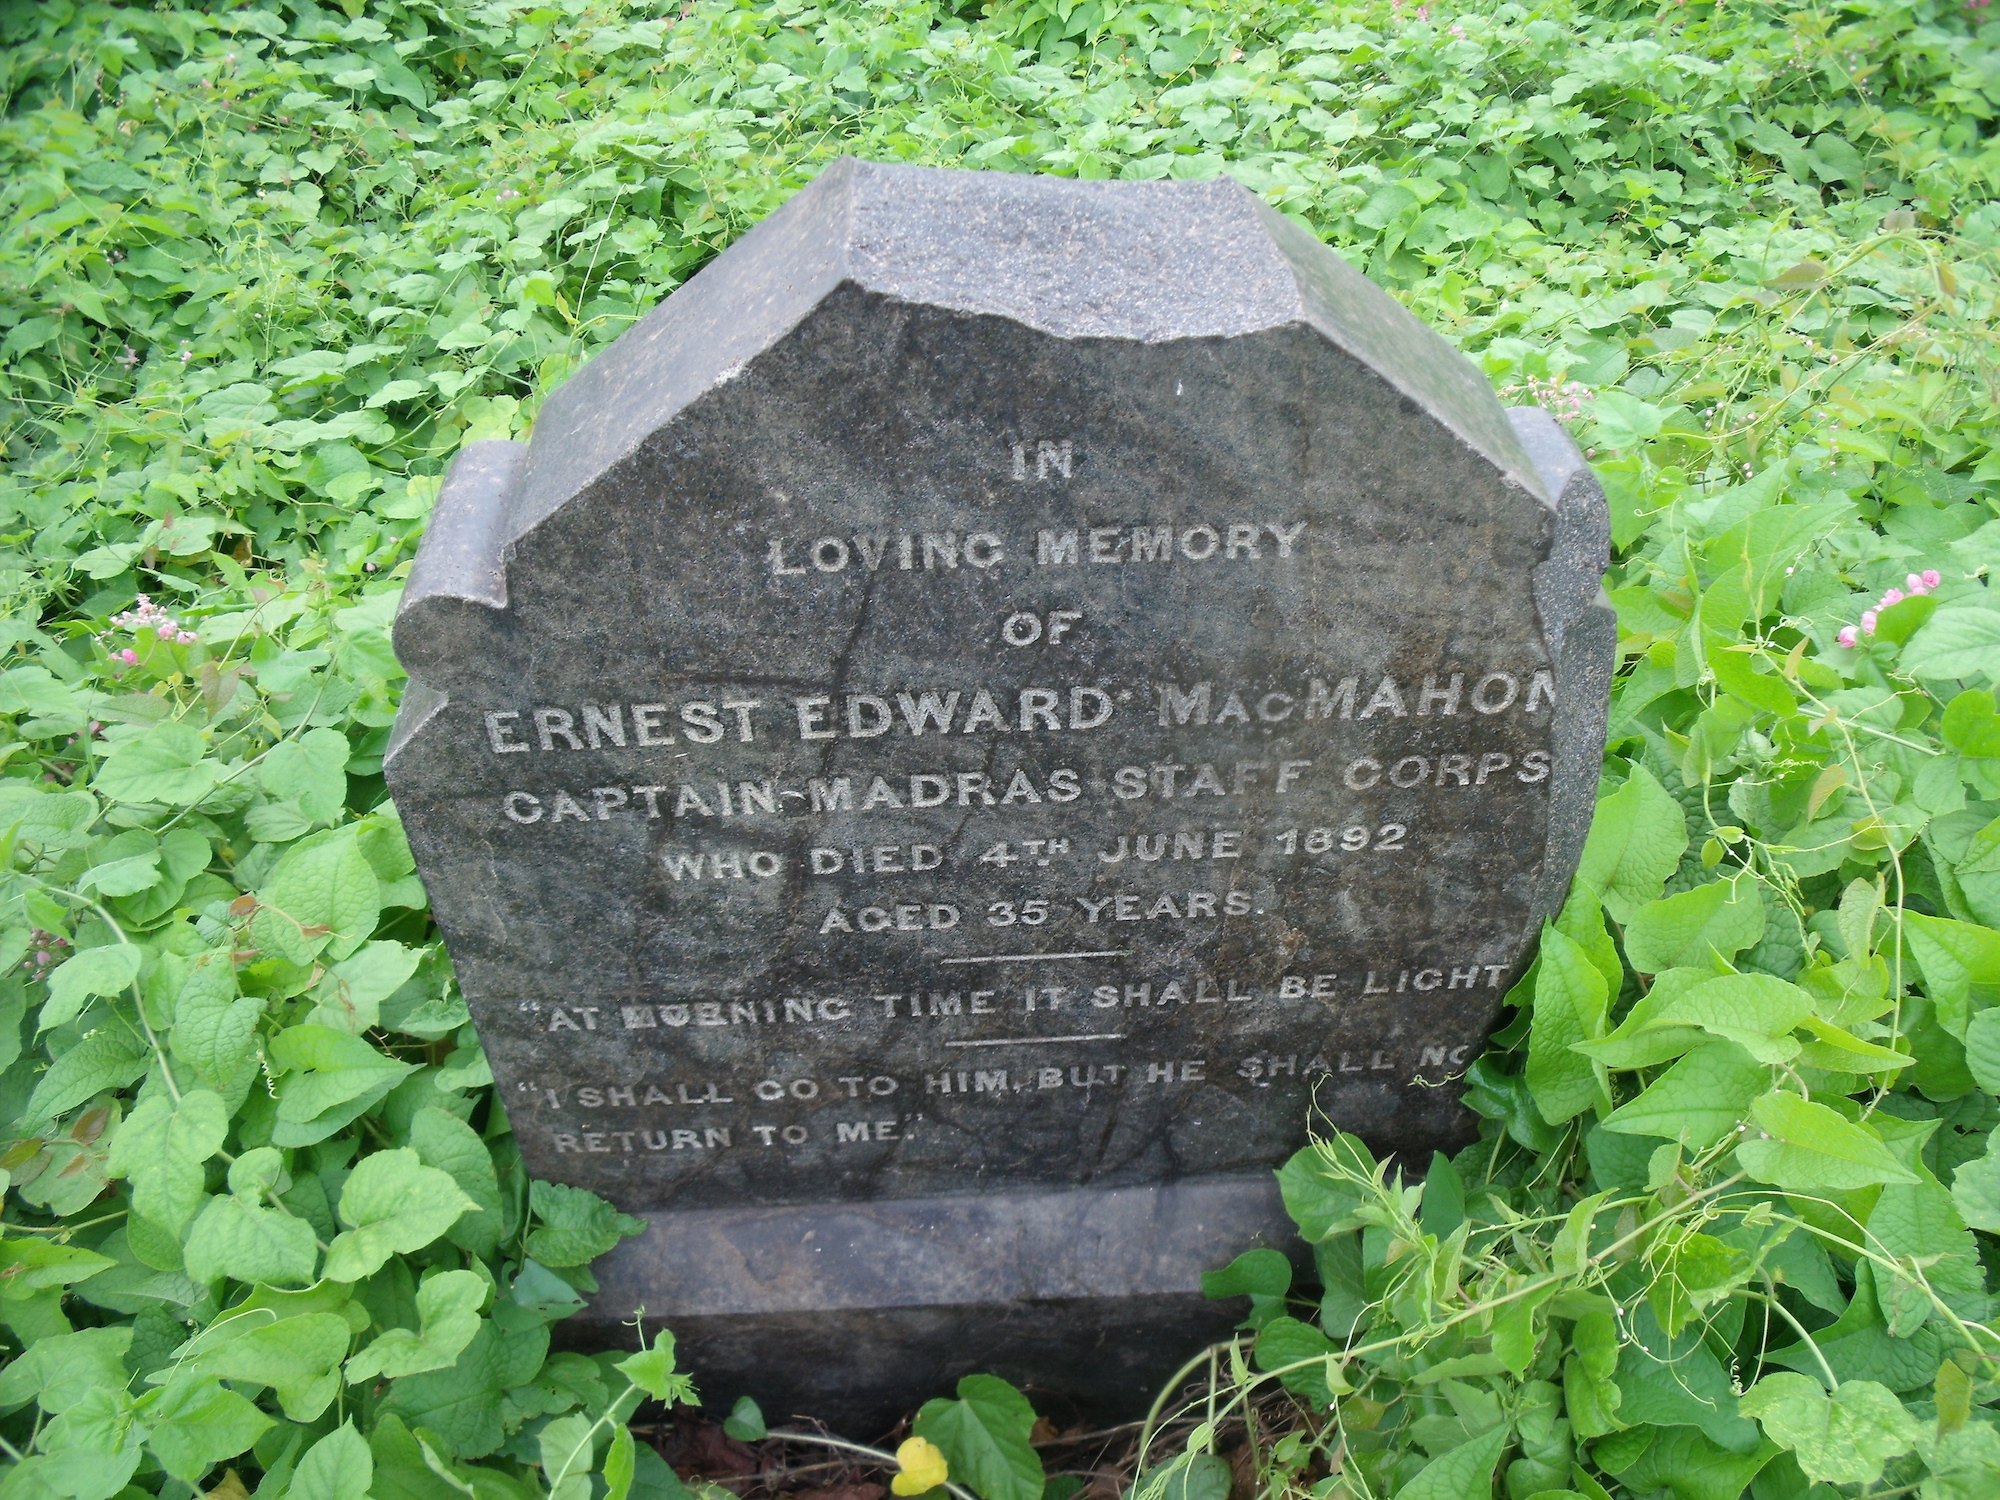 IN
LOVING MEMORY
OF
ERNEST EDWARD MACMAHON
CAPTAIN MADRAS STAFF CORPS
WHO DIED 4TH JUNE 1892
AGED 35 YEARS.
"AT TIME IT SHALL BE LIGHT
"I SHALL GO TO HIM, BUT HE SHALL
RETURN TO ME."